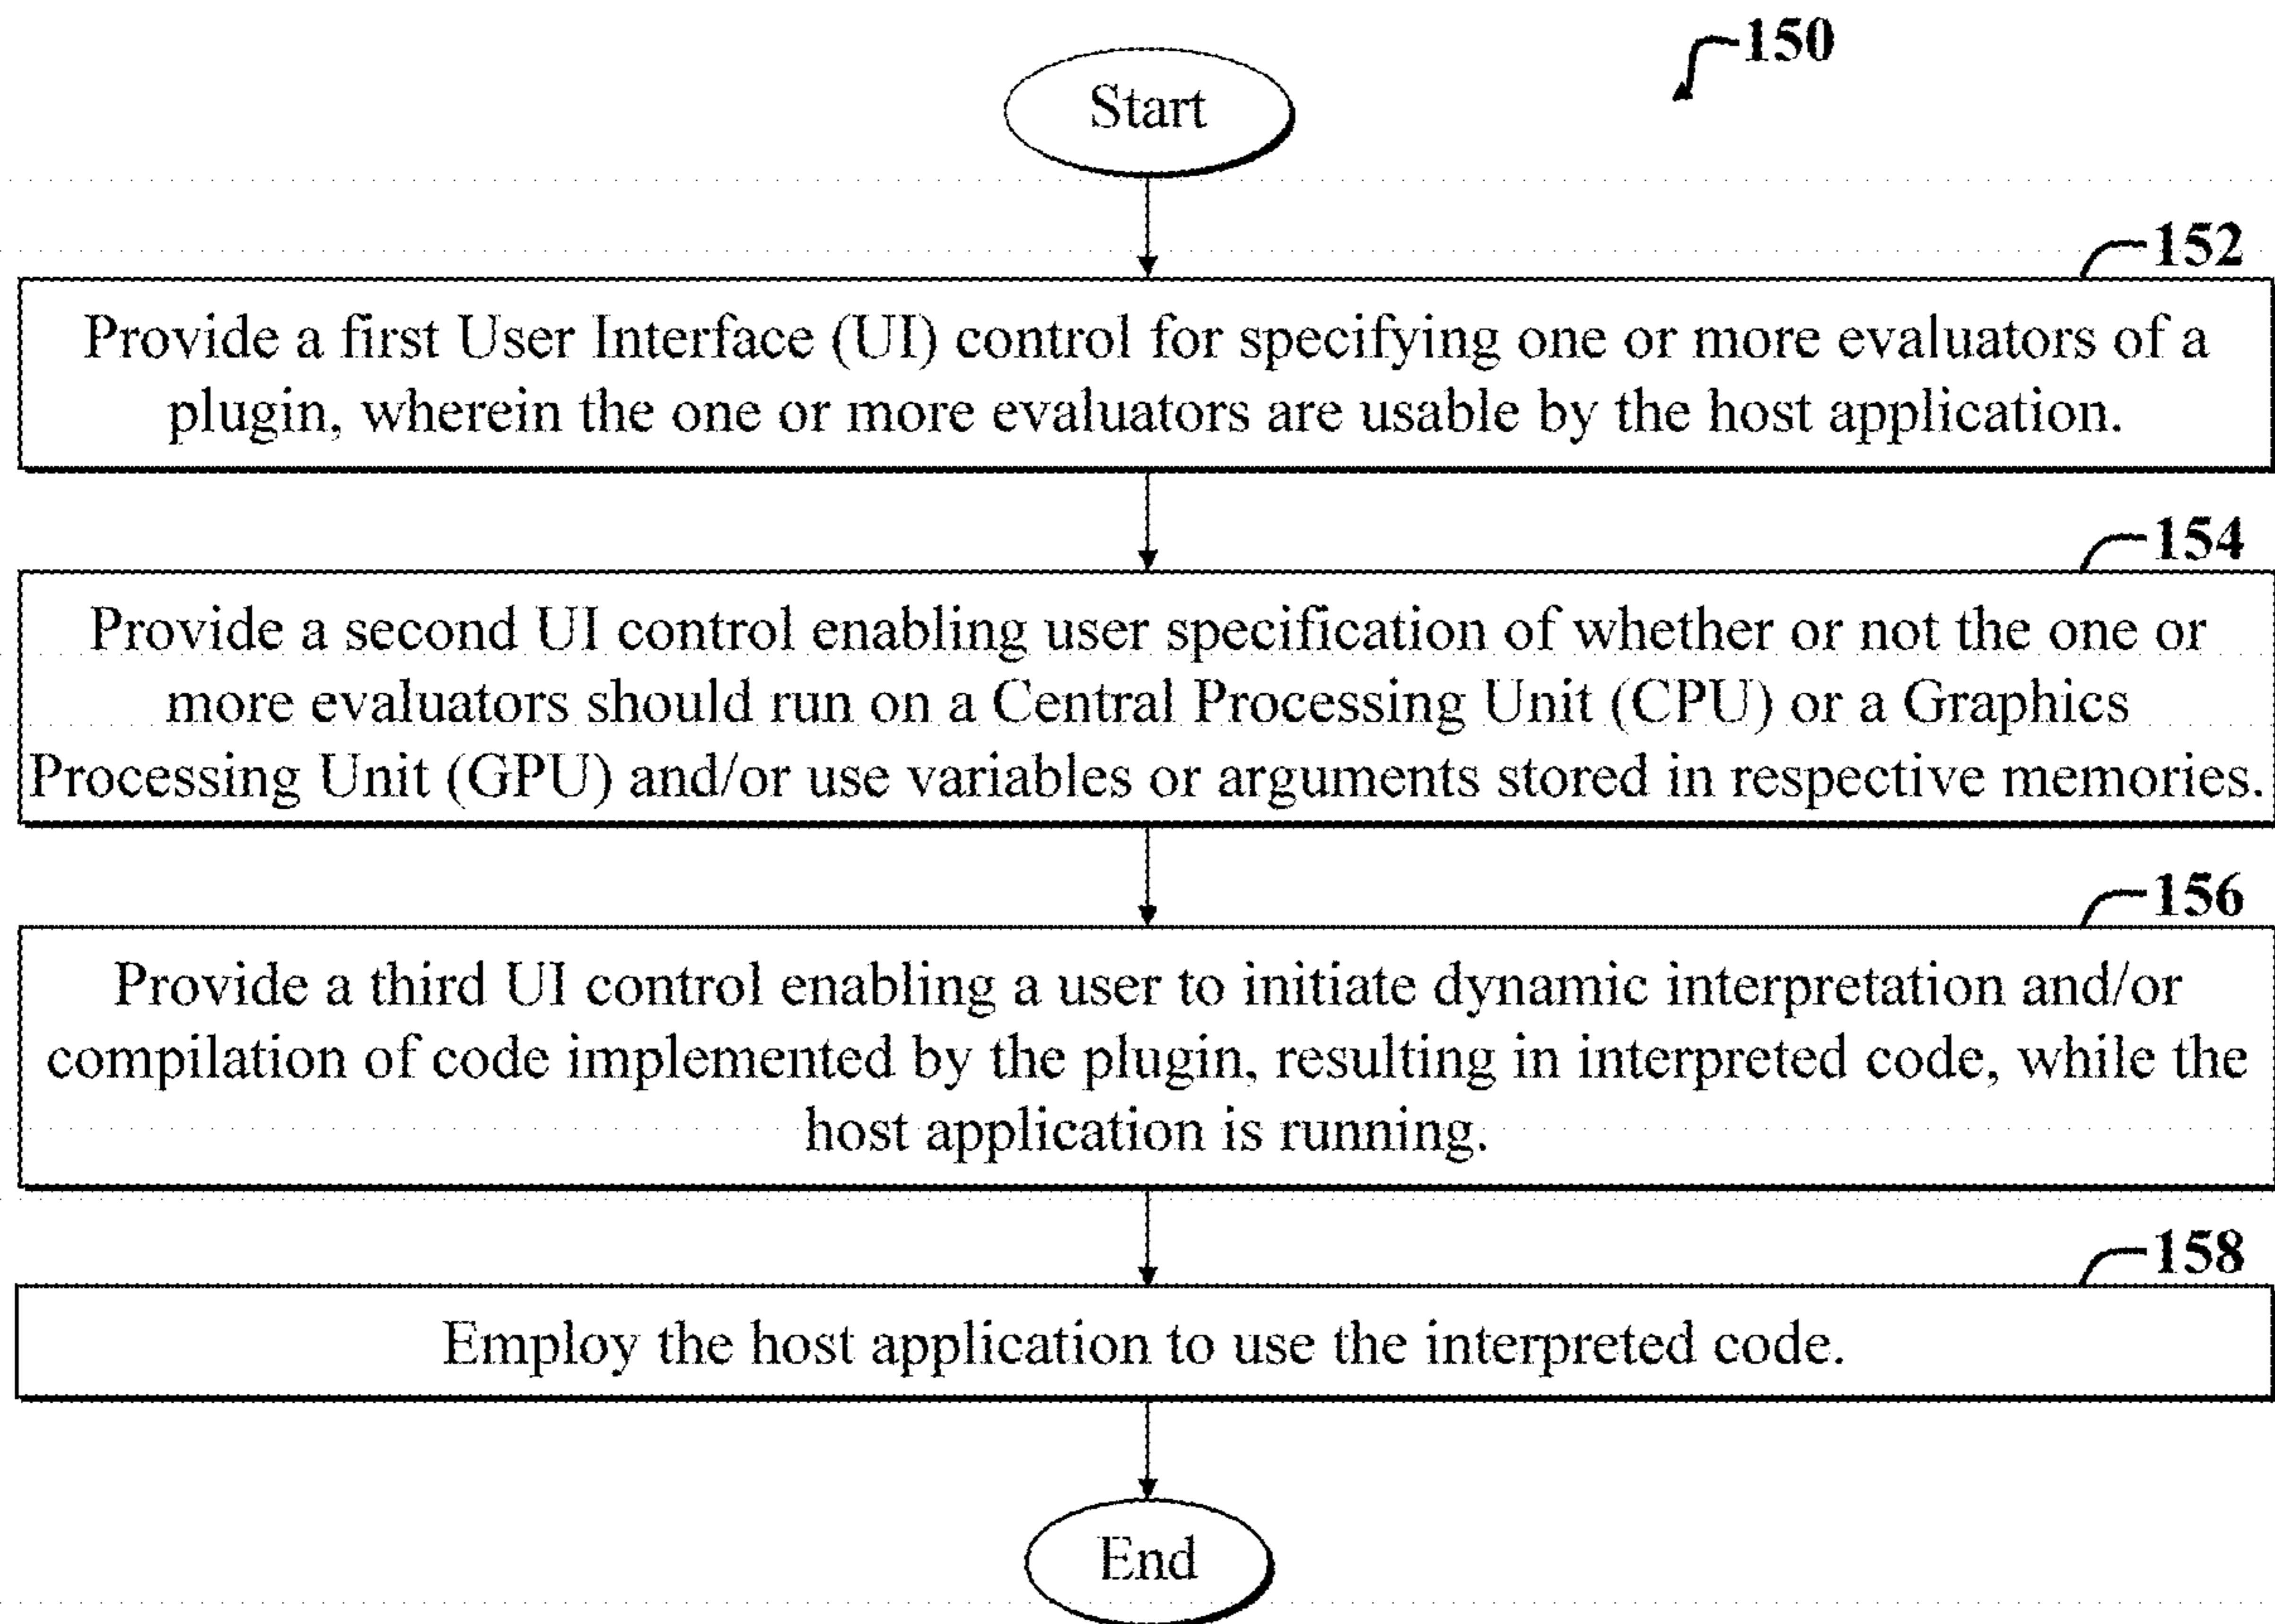 150
Start
152
Provide a first User Interface (UI) control for specifying one or more evaluators of a
plugin, wherein the one or more evaluators are usable by the host application.
154
Provide a second UI control enabling user specification of whether or not the one or
more evaluators should run on a Central Processing Unit (CPU) or a Graphics
Processing Unit (GPU) and/or use variables or arguments stored in respective memories.
156
Provide a third UI control enabling a user to initiate dynamic interpretation and/or
compilation of code implemented by the plugin, resulting in interpreted code, while the
host application is running.
158
Employ the host application to use the interpreted code.
End